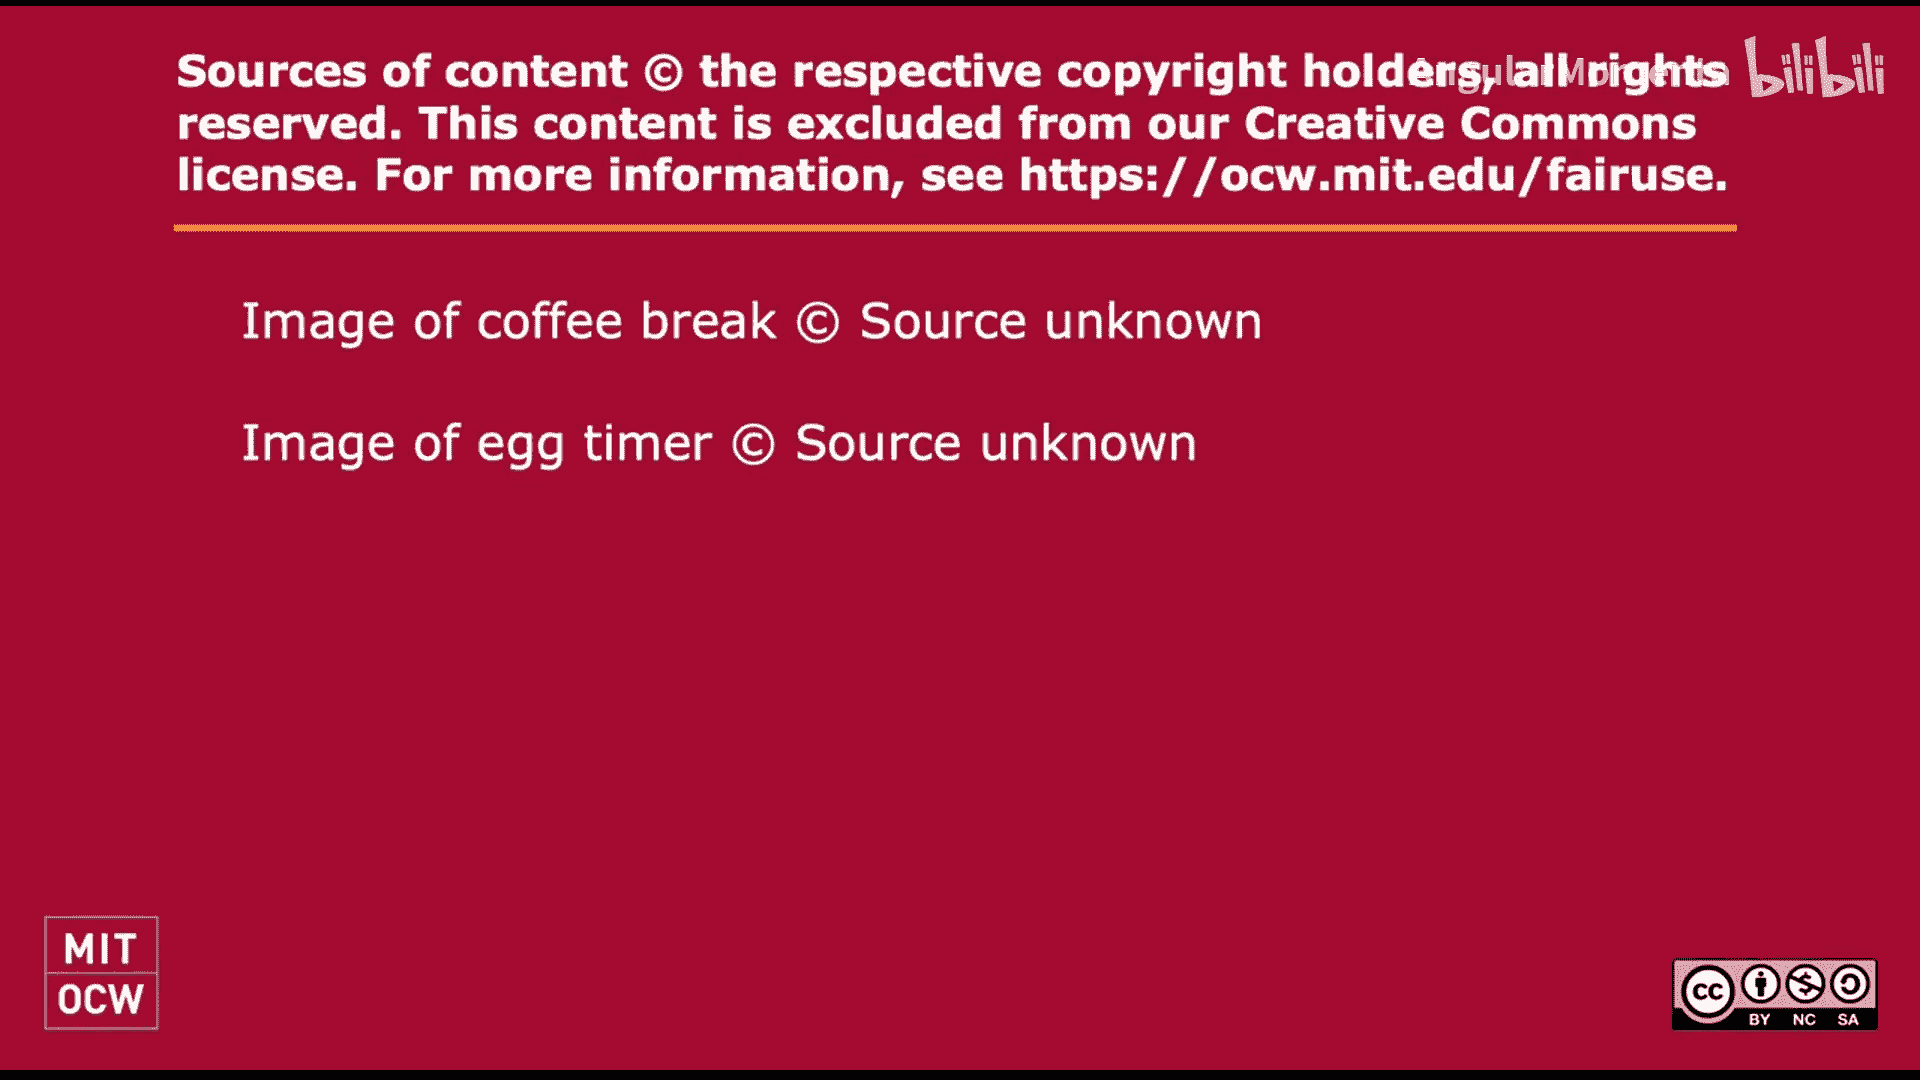 Sources of content © the respective copyright holders, all rights
reserved. This content is excluded from our Creative Commons
license. For more information, see https://ocw.mit.edu/fairuse.
bilibili
Image of coffee break © Source unknown
Image of egg timer © Source unknown
MIT
OCW
cc
BY NC SA